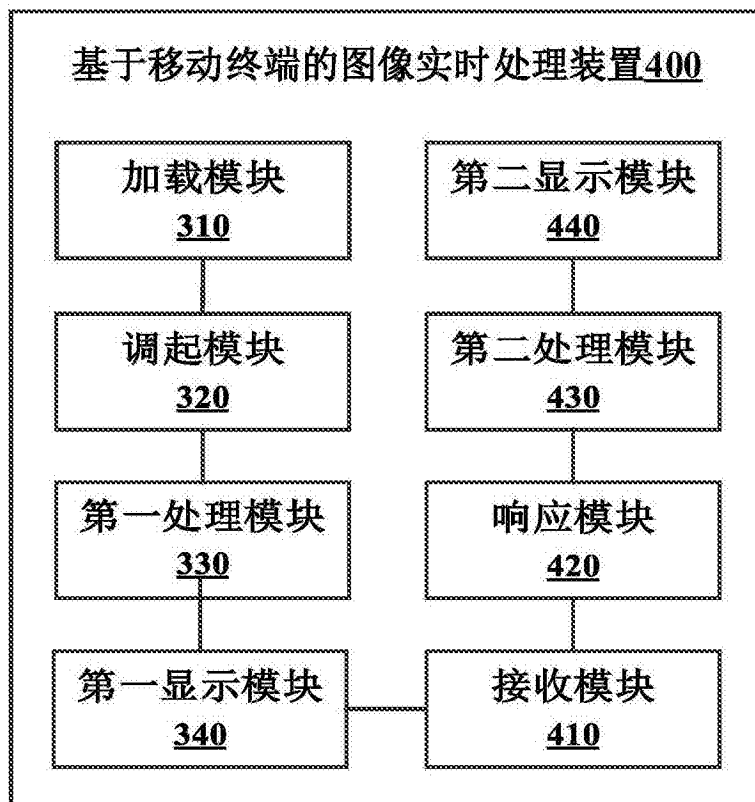 基于移动终端的图像实时处理装置400
加载模块
310
调起模块
320
第一处理模块
330
第一显示模块
340
第二显示模块
440
第二处理模块
430
响应模块
420
接收模块
410